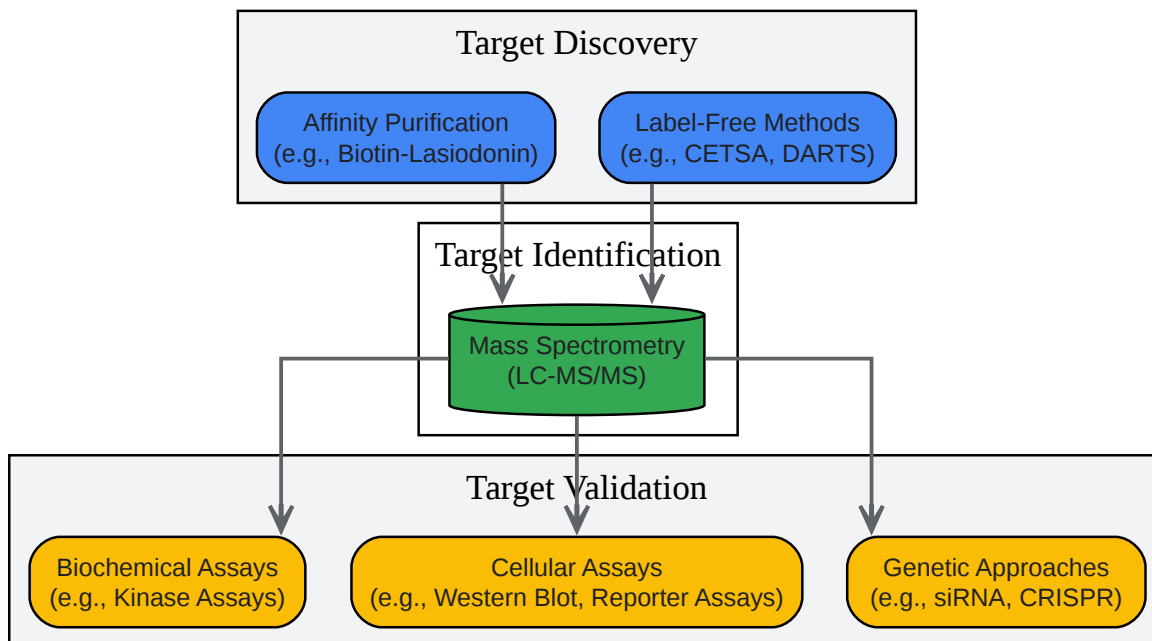 Target Discovery
Affinity Purification
(e.g., Biotin-Lasiodonin)
Label-Free Methods
(e.g., CETSA, DARTS)
Target Identification
Mass Spectrometry
(LC-MS/MS)
Target Validation
Biochemical Assays
(e.g., Kinase Assays)
Cellular Assays
(e.g., Western Blot, Reporter Assays)
Genetic Approaches
(e.g., siRNA, CRISPR)